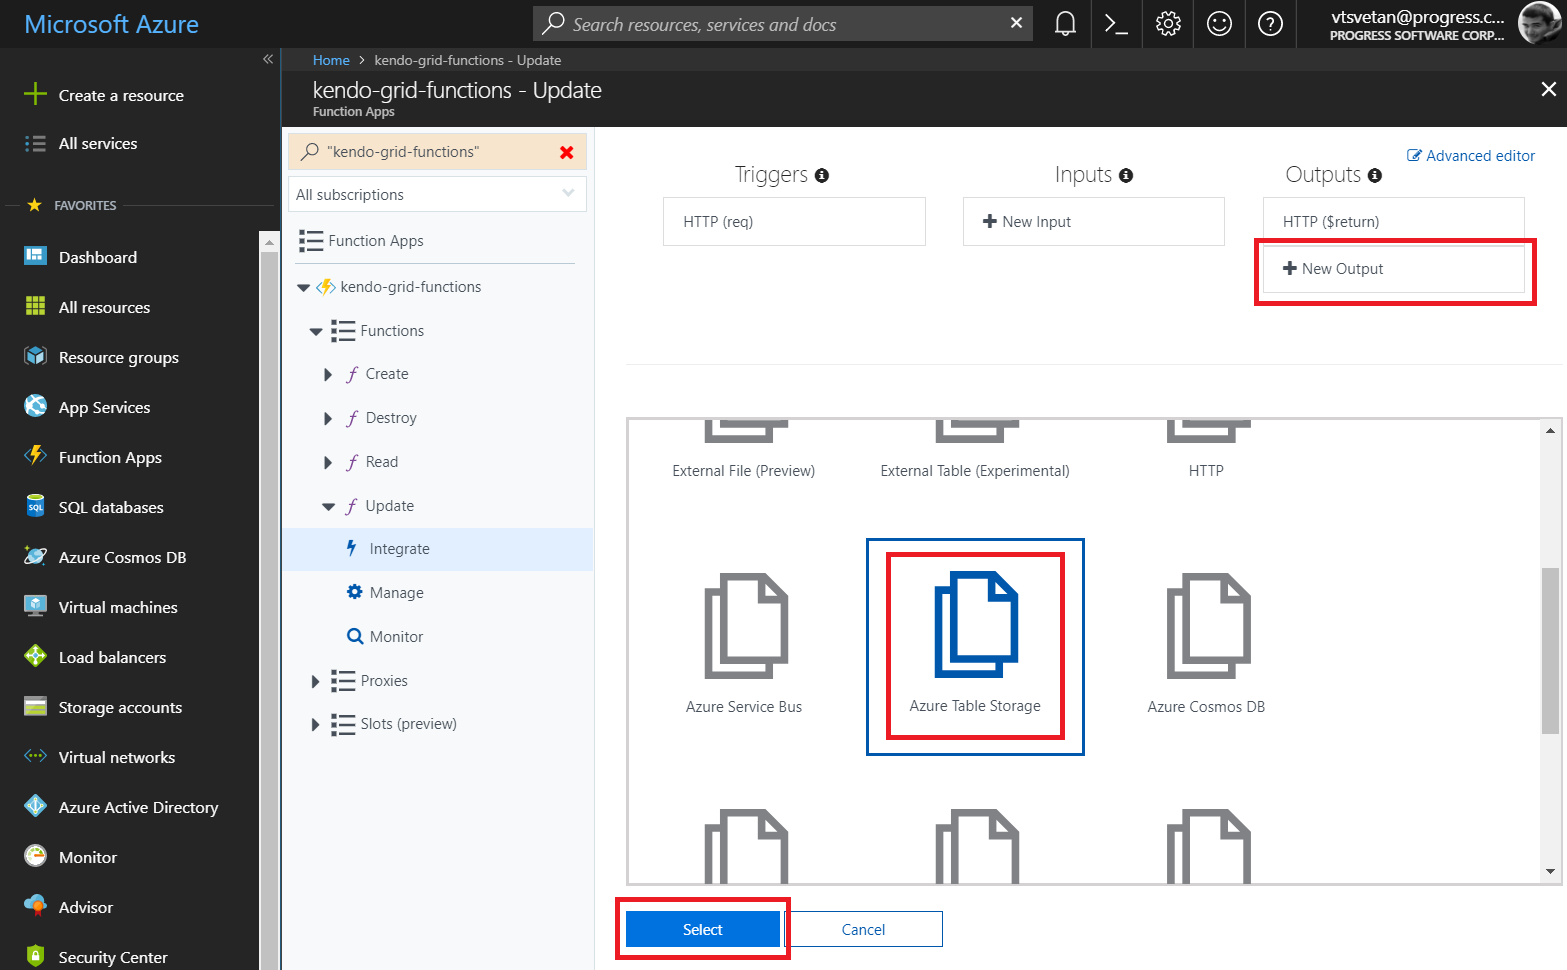 Microsoft Azure
Search resources, services and docs
vtsvetan@progress.c...
PROGRESS SOFTWARE CORP...
Home > kendo-grid-functions - Update
kendo-grid-functions - Update
Function Apps
Create a resource
All services
FAVORITES
Dashboard
All resources
Resource groups
App Services
Function Apps
SQL databases
Azure Cosmos DB
Virtual machines
Load balancers
Storage accounts
Virtual networks
Azure Active Directory
Monitor
Advisor
Security Center
"kendo-grid-functions"
All subscriptions
Function Apps
kendo-grid-functions
Functions
Create
Destroy
Read
Update
Integrate
Manage
Monitor
Proxies
Slots (preview)
Advanced editor
Triggers
Inputs
Outputs
HTTP (req)
New Input
HTTP ($return)
New Output
External File (Preview)
External Table (Experimental)
HTTP
Azure Service Bus
Azure Table Storage
Azure Cosmos DB
Select
Cancel